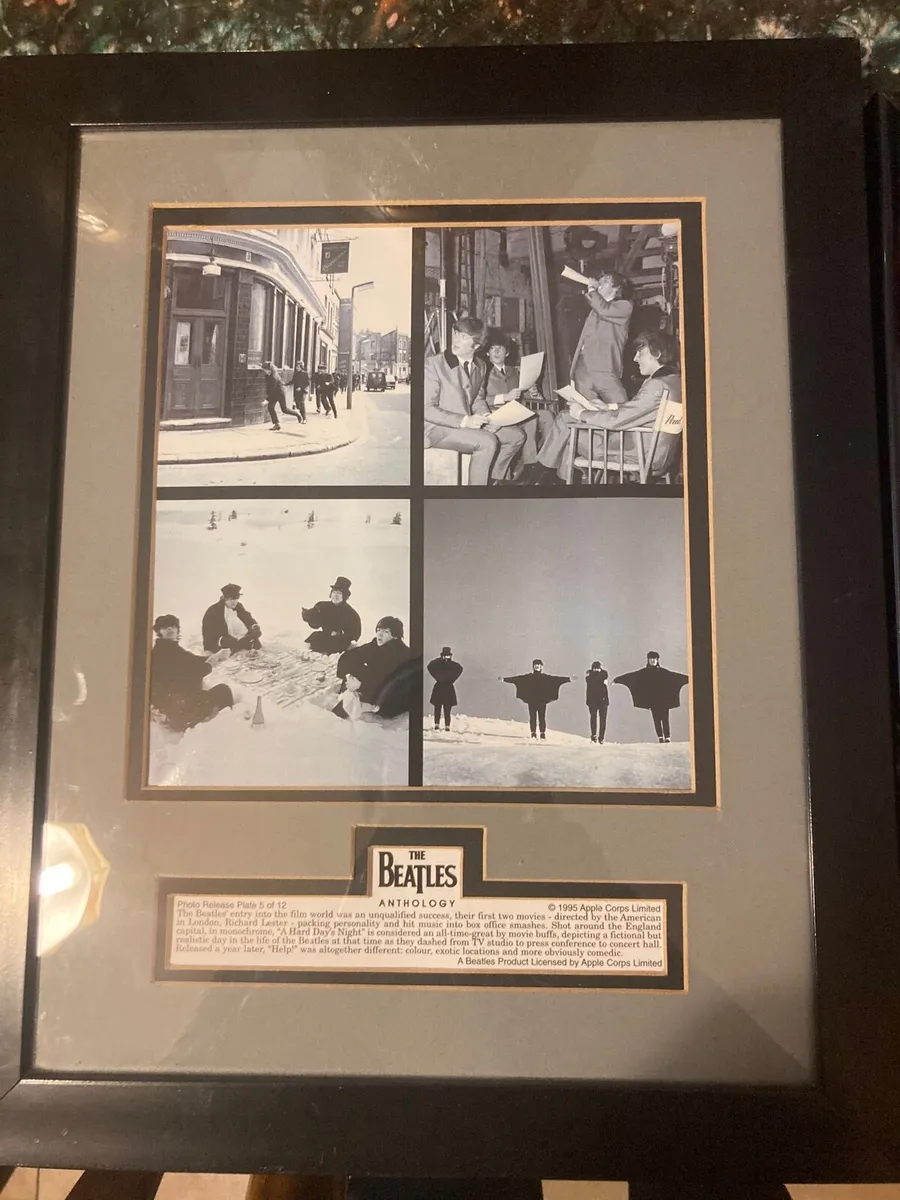 Paul
THE
BEATLES
ANTHOLOGY
Photo Release Plate 5 of 12
© 1995 Apple Corps Limited
The Beatles' entry into the film world was an unqualified success, their first two movies - directed by the American
in London, Richard Lester - packing personality and hit music into box office smashes. Shot around the England
capital, in monochrome, "A Hard Day's Night" is considered an all-time-great by movie buffs, depicting a fictional but
realistic day in the life of the Beatles at that time as they dashed from TV studio to press conference to concert hall.
Released a year later, "Help!" was altogether different: colour, exotic locations and more obviously comedic.
A Beatles Product Licensed by Apple Corps Limited